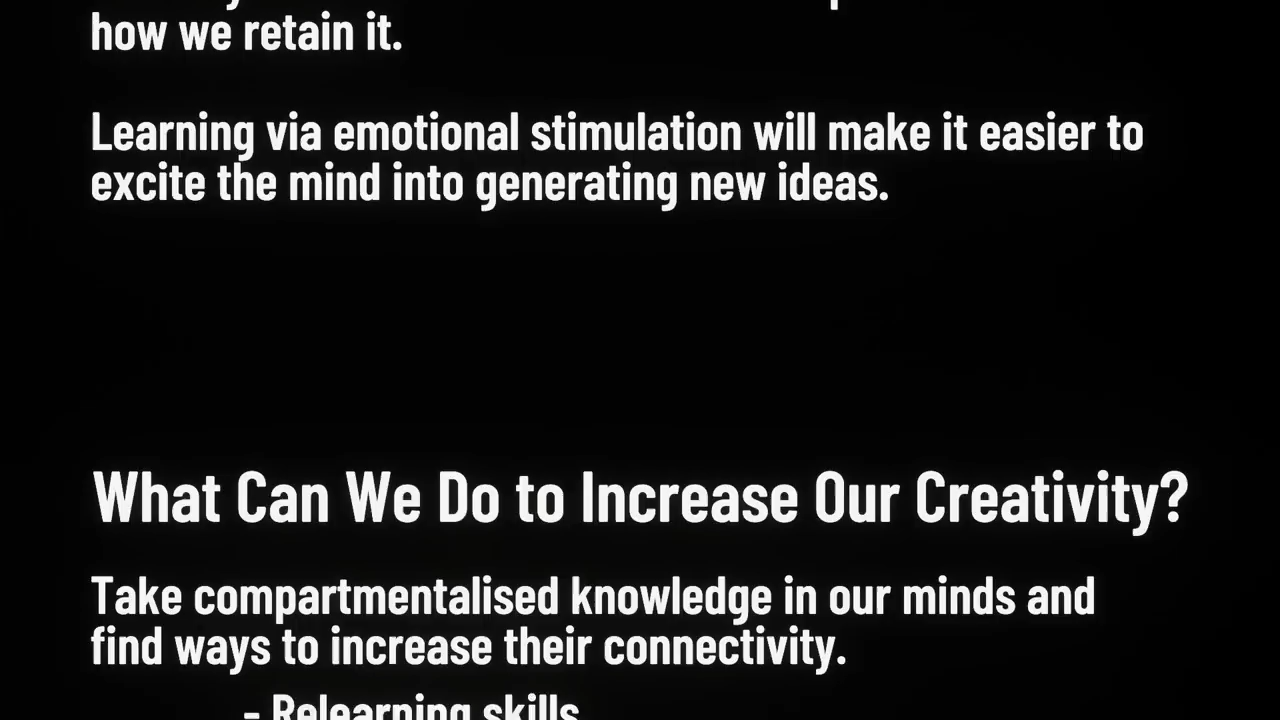 how we retain it.
Learning via emotional stimulation will make it easier to
excite the mind into generating new ideas.
What Can We Do to Increase Our Creativity?
Take compartmentalised knowledge in our minds and
find ways to increase their connectivity.
- Relearning skills